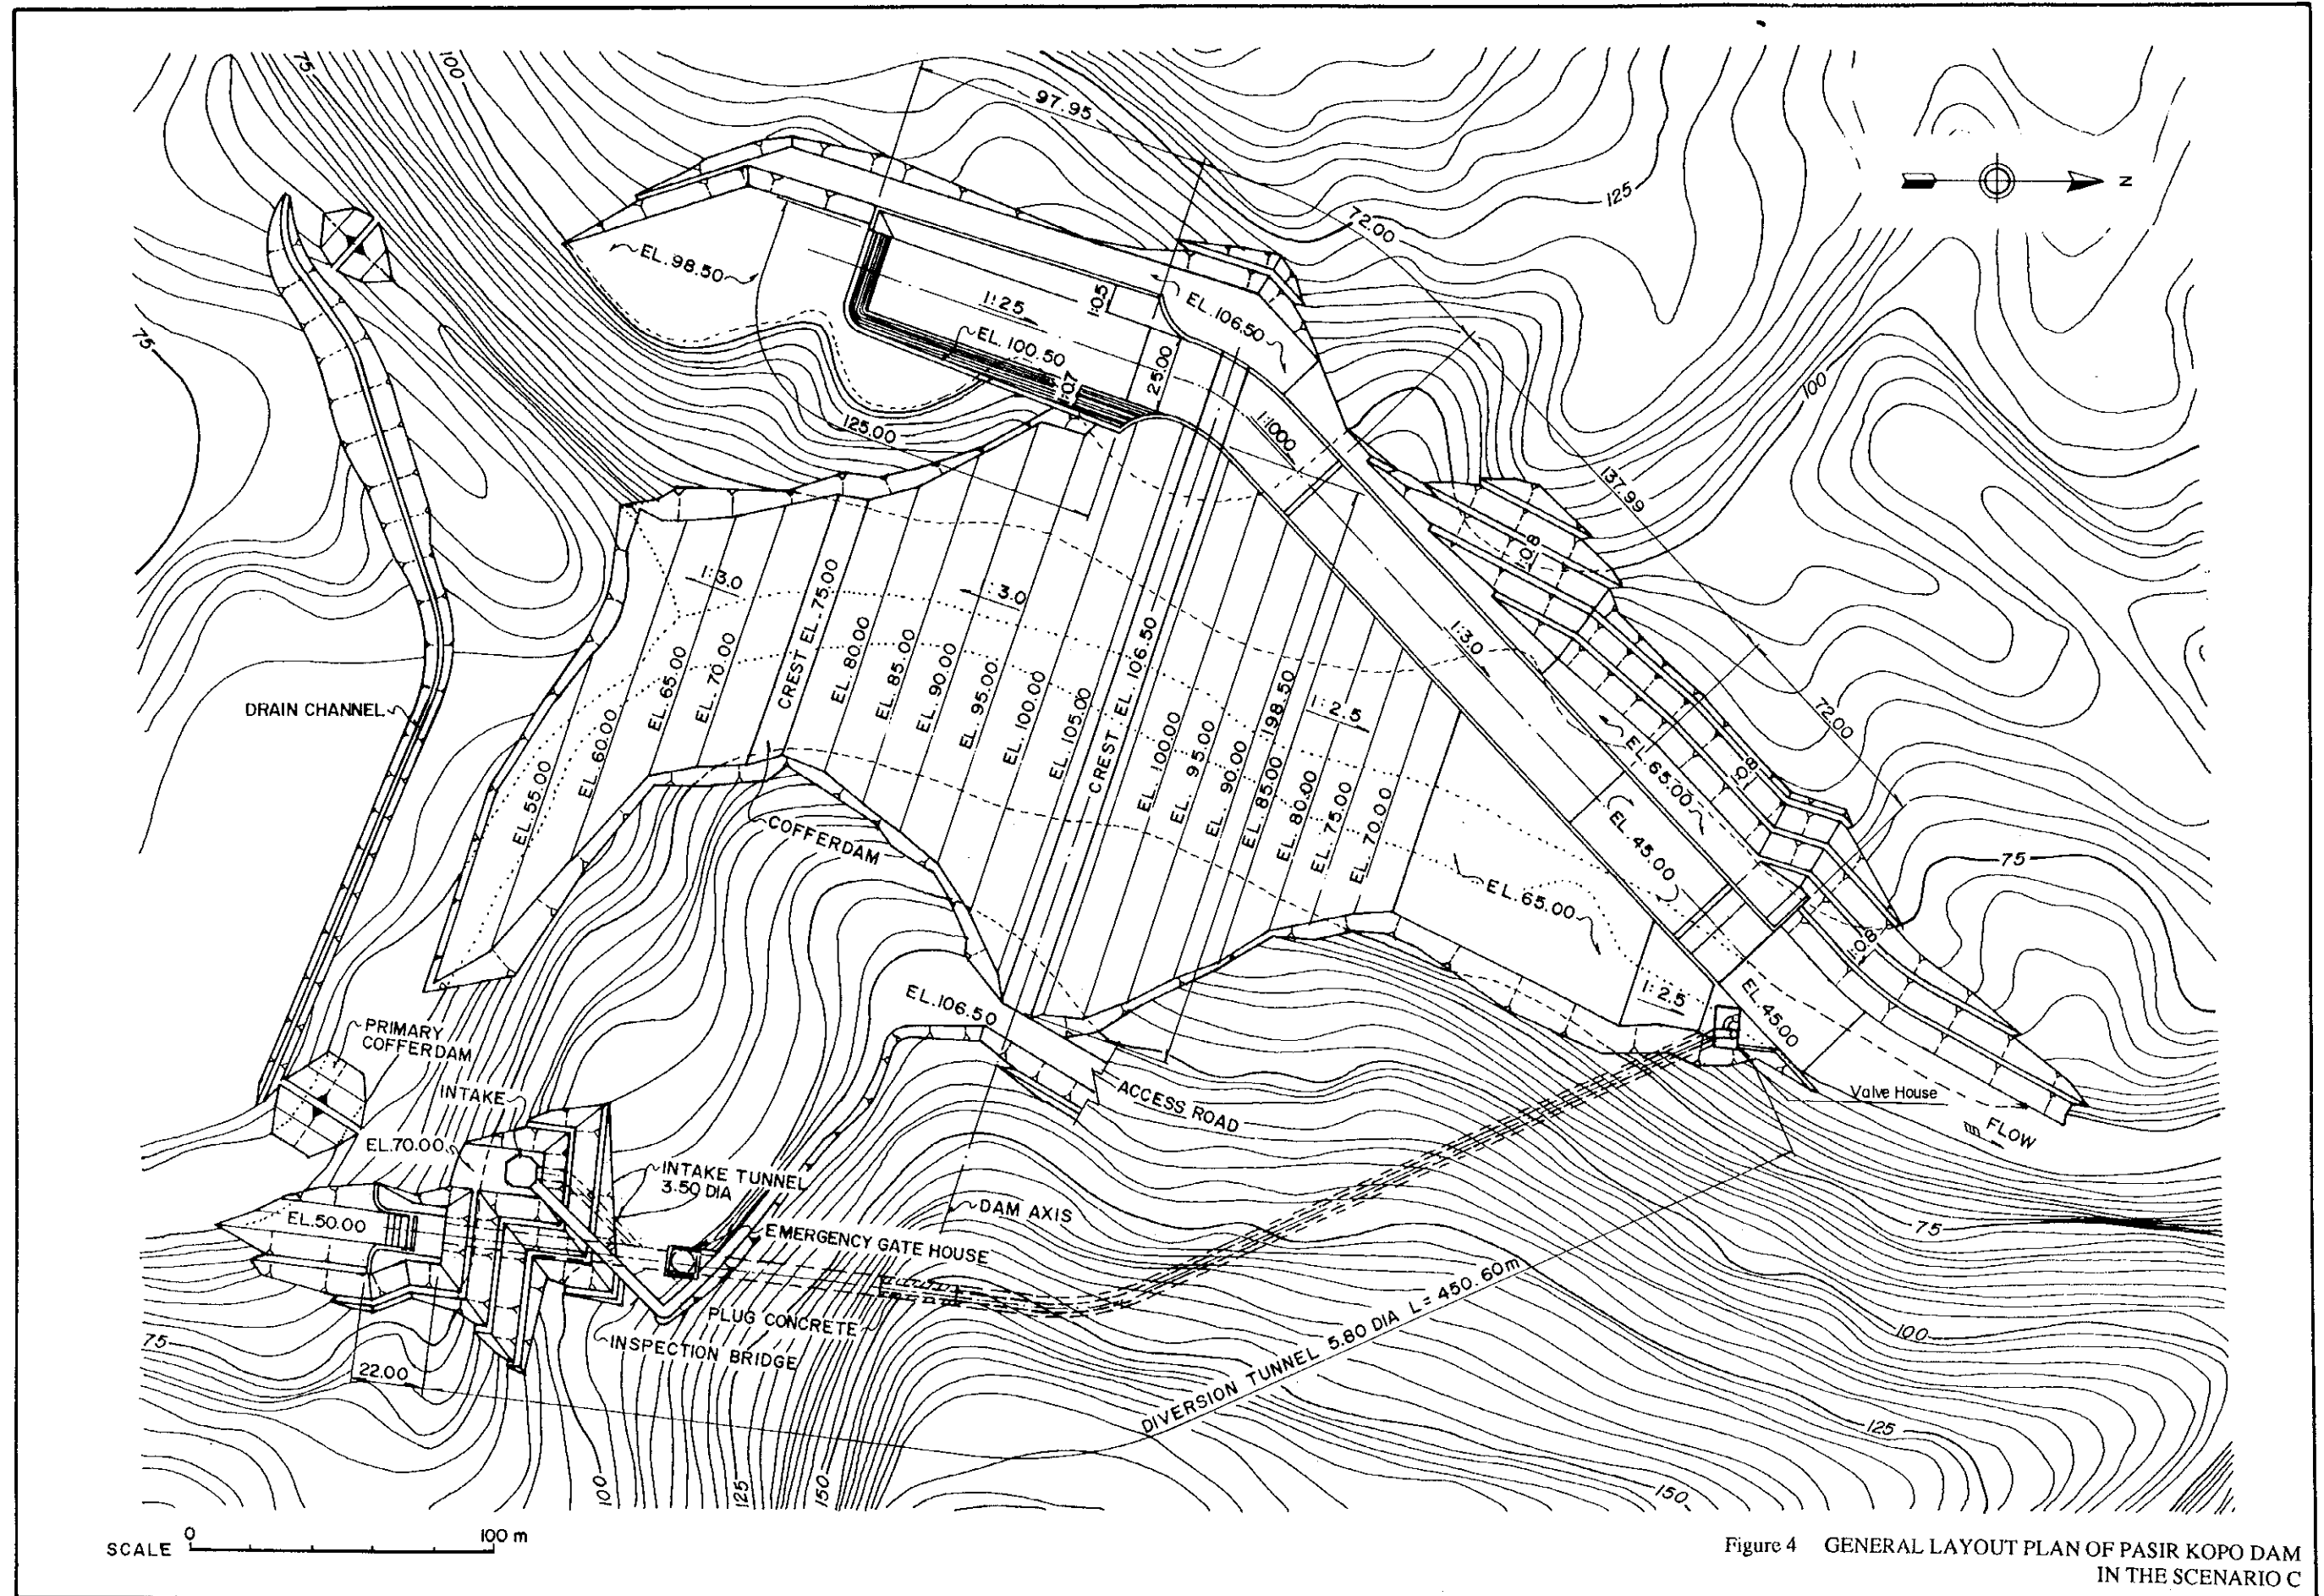 75
100
97.95
72.00
125
N
EL.98.50
1:25
1:0.5
EL.106.50
EL.100.50
1:0.7
25.00
1:1000
125.00
100
75
137.99
1:0.8
1:3.0
1:3.0
1:3.0
72.00
DRAIN CHANNEL
EL.55.00
EL.60.00
EL.65.00
EL.70.00
CREST EL.75.00
EL.80.00
EL.85.00
EL.90.00
EL.95.00
EL.100.00
EL.105.00
CREST EL.106.50
EL.100.00
EL.95.00
EL.90.00
EL.85.00
198.50
EL.80.00
EL.75.00
EL.70.00
1:2.5
EL.65.00
1:0.8
EL.45.00
75
COFFERDAM
EL.65.00
1:0.8
1:2.5
EL.45.00
EL.106.50
PRIMARY
COFFERDAM
INTAKE
ACCESS ROAD
Valve House
FLOW
EL.70.00
INTAKE TUNNEL
3.50 DIA
EL.50.00
DAM AXIS
EMERGENCY GATE HOUSE
75
PLUG CONCRETE
INSPECTION BRIDGE
DIVERSION TUNNEL 5.80 DIA L= 450.60m
100
75
22.00
125
100
125
150
150
SCALE 0 100 m
Figure 4 GENERAL LAYOUT PLAN OF PASIR KOPO DAM
IN THE SCENARIO C